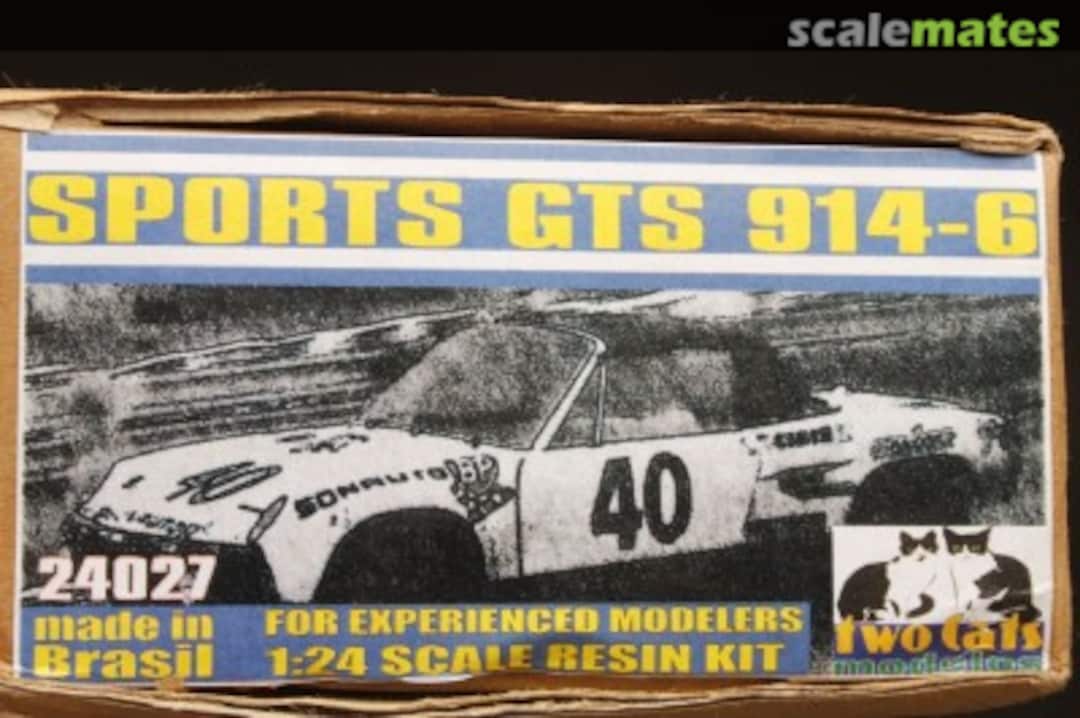 scalemates
SPORTS GTS 914-6
SONAUTO
40
24027
made in
Brasil
FOR EXPERIENCED MODELERS
1:24 SCALE RESIN KIT
Two Cats